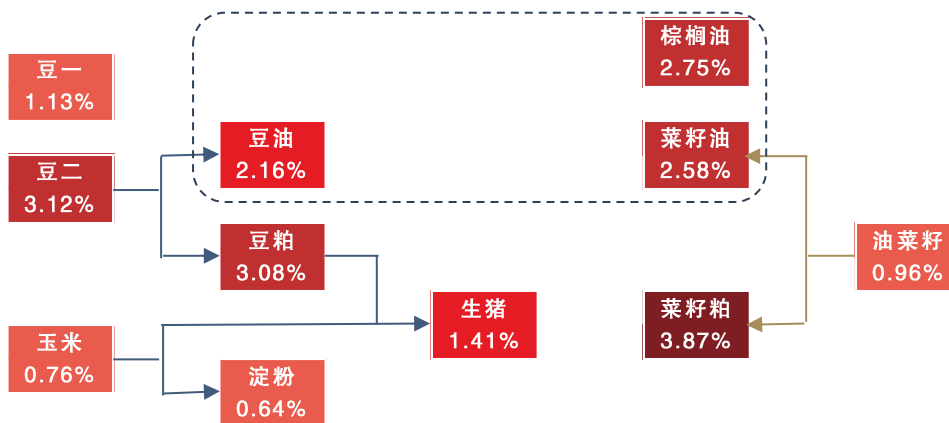 棕榈油
2.75%
豆一
1.13%
豆油
2.16%
菜籽油
2.58%
豆二
3.12%
豆粕
3.08%
油菜籽
0.96%
生猪
1.41%
菜籽粕
3.87%
玉米
0.76%
淀粉
0.64%